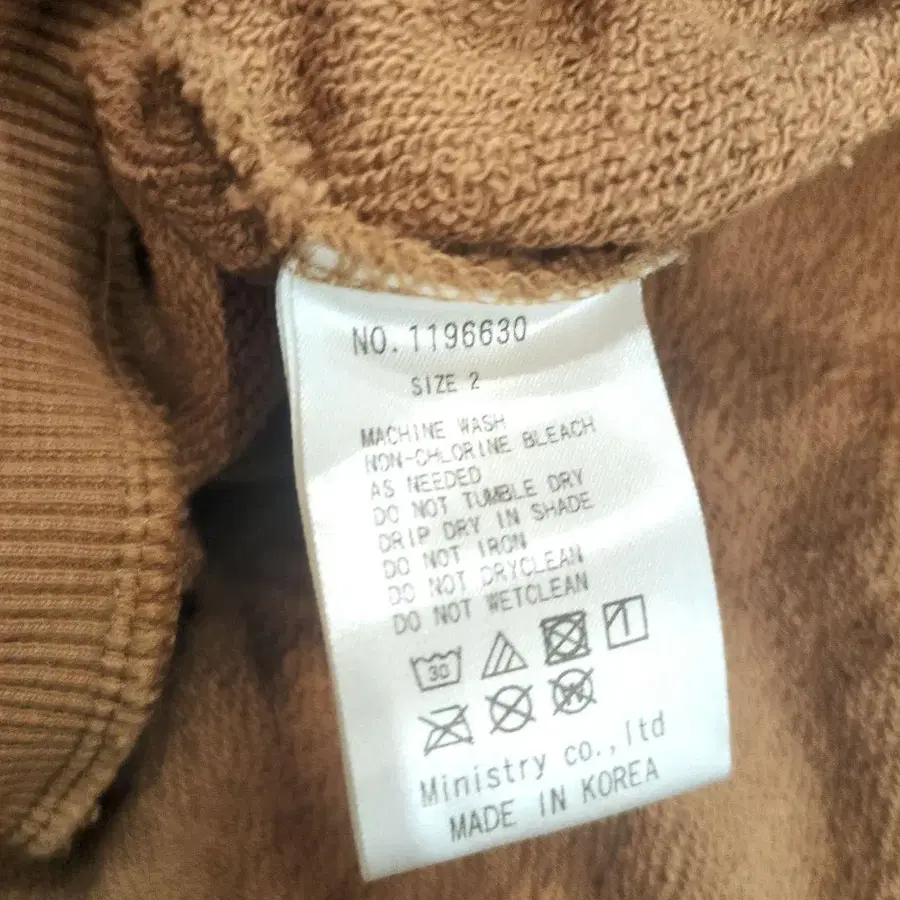 NO. 1196630
SIZE 2
MACHINE WASH
NON-CHLORINE BLEACH
AS NEEDED
DO NOT TUMBLE DRY
DRIP DRY IN SHADE
DO NOT IRON
DO NOT DRYCLEAN
DO NOT WETCLEAN
30
W
Ministry co., ltd
MADE IN KOREA